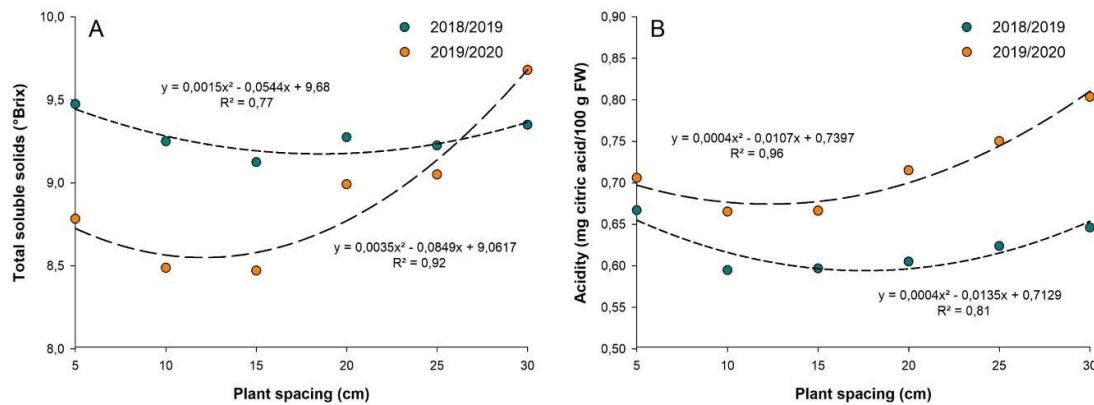 A
2018/2019
2019/2020
y = 0,0015x² - 0,0544x + 9,68
R² = 0,77
y = 0,0035x² - 0,0849x + 9,0617
R² = 0,92
Total soluble solids (°Brix)
10,0
9,5
9,0
8,5
8,0
5
10
15
20
25
30
Plant spacing (cm)
B
2018/2019
2019/2020
y = 0,0004x² - 0,0107x + 0,7397
R² = 0,96
y = 0,0004x² - 0,0135x + 0,7129
R² = 0,81
Acidity (mg citric acid/100 g FW)
0,90
0,80
0,75
0,70
0,65
0,60
0,55
0,50
5
10
15
20
25
30
Plant spacing (cm)